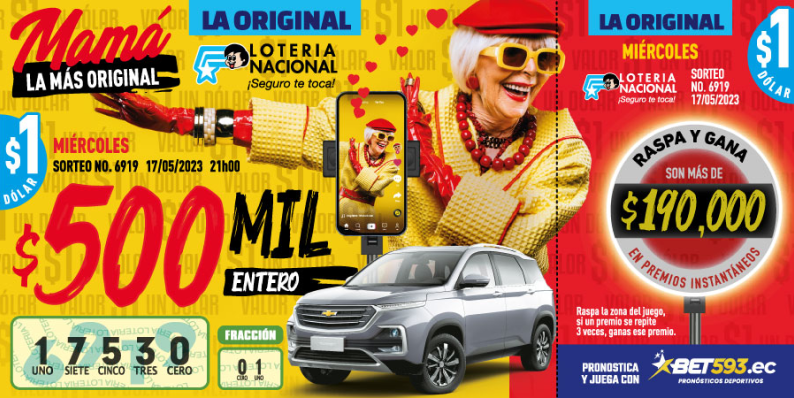 Mamá
LA MÁS ORIGINAL
LA ORIGINAL
LOTERIA
NACIONAL
¡Seguro te toca!
$1
DÓLAR
MIÉRCOLES
SORTEO NO. 6919 17/05/2023 21h00
$500 MIL
ENTERO
1 7 5 3 0
UNO SIETE CINCO TRES CERO
FRACCIÓN
0 1
CERO UNO
LA ORIGINAL
MIÉRCOLES
LOTERIA
NACIONAL
¡Seguro te toca!
SORTEO
NO. 6919
17/05/2023
$1
DÓLAR
RASPA Y GANA
SON MÁS DE
$190,000
EN PREMIOS INSTANTÁNEOS
Raspa la zona del juego,
si un premio se repite
3 veces, ganas ese premio.
PRONOSTICA
Y JUEGA CON
XBET593.ec
PRONÓSTICOS DEPORTIVOS